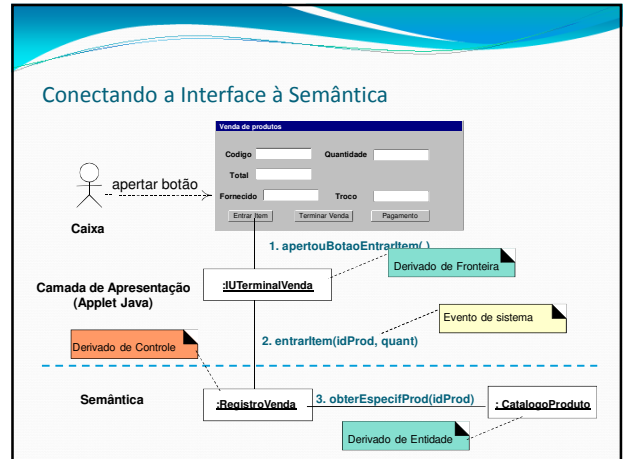 Conectando a Interface à Semântica
Venda de produtos
Codigo Quantidade
Total
Fornecido Troco
Entrar Item Terminar Venda Pagamento
apertar botão
Caixa
1. apertouBotaoEntrarItem( )
Derivado de Fronteira
Camada de Apresentação
(Applet Java)
:IUTerminalVenda
Evento de sistema
2. entrarItem(idProd, quant)
Derivado de Controle
Semântica
:RegistroVenda
3. obterEspecifProd(idProd)
: CatalogoProduto
Derivado de Entidade